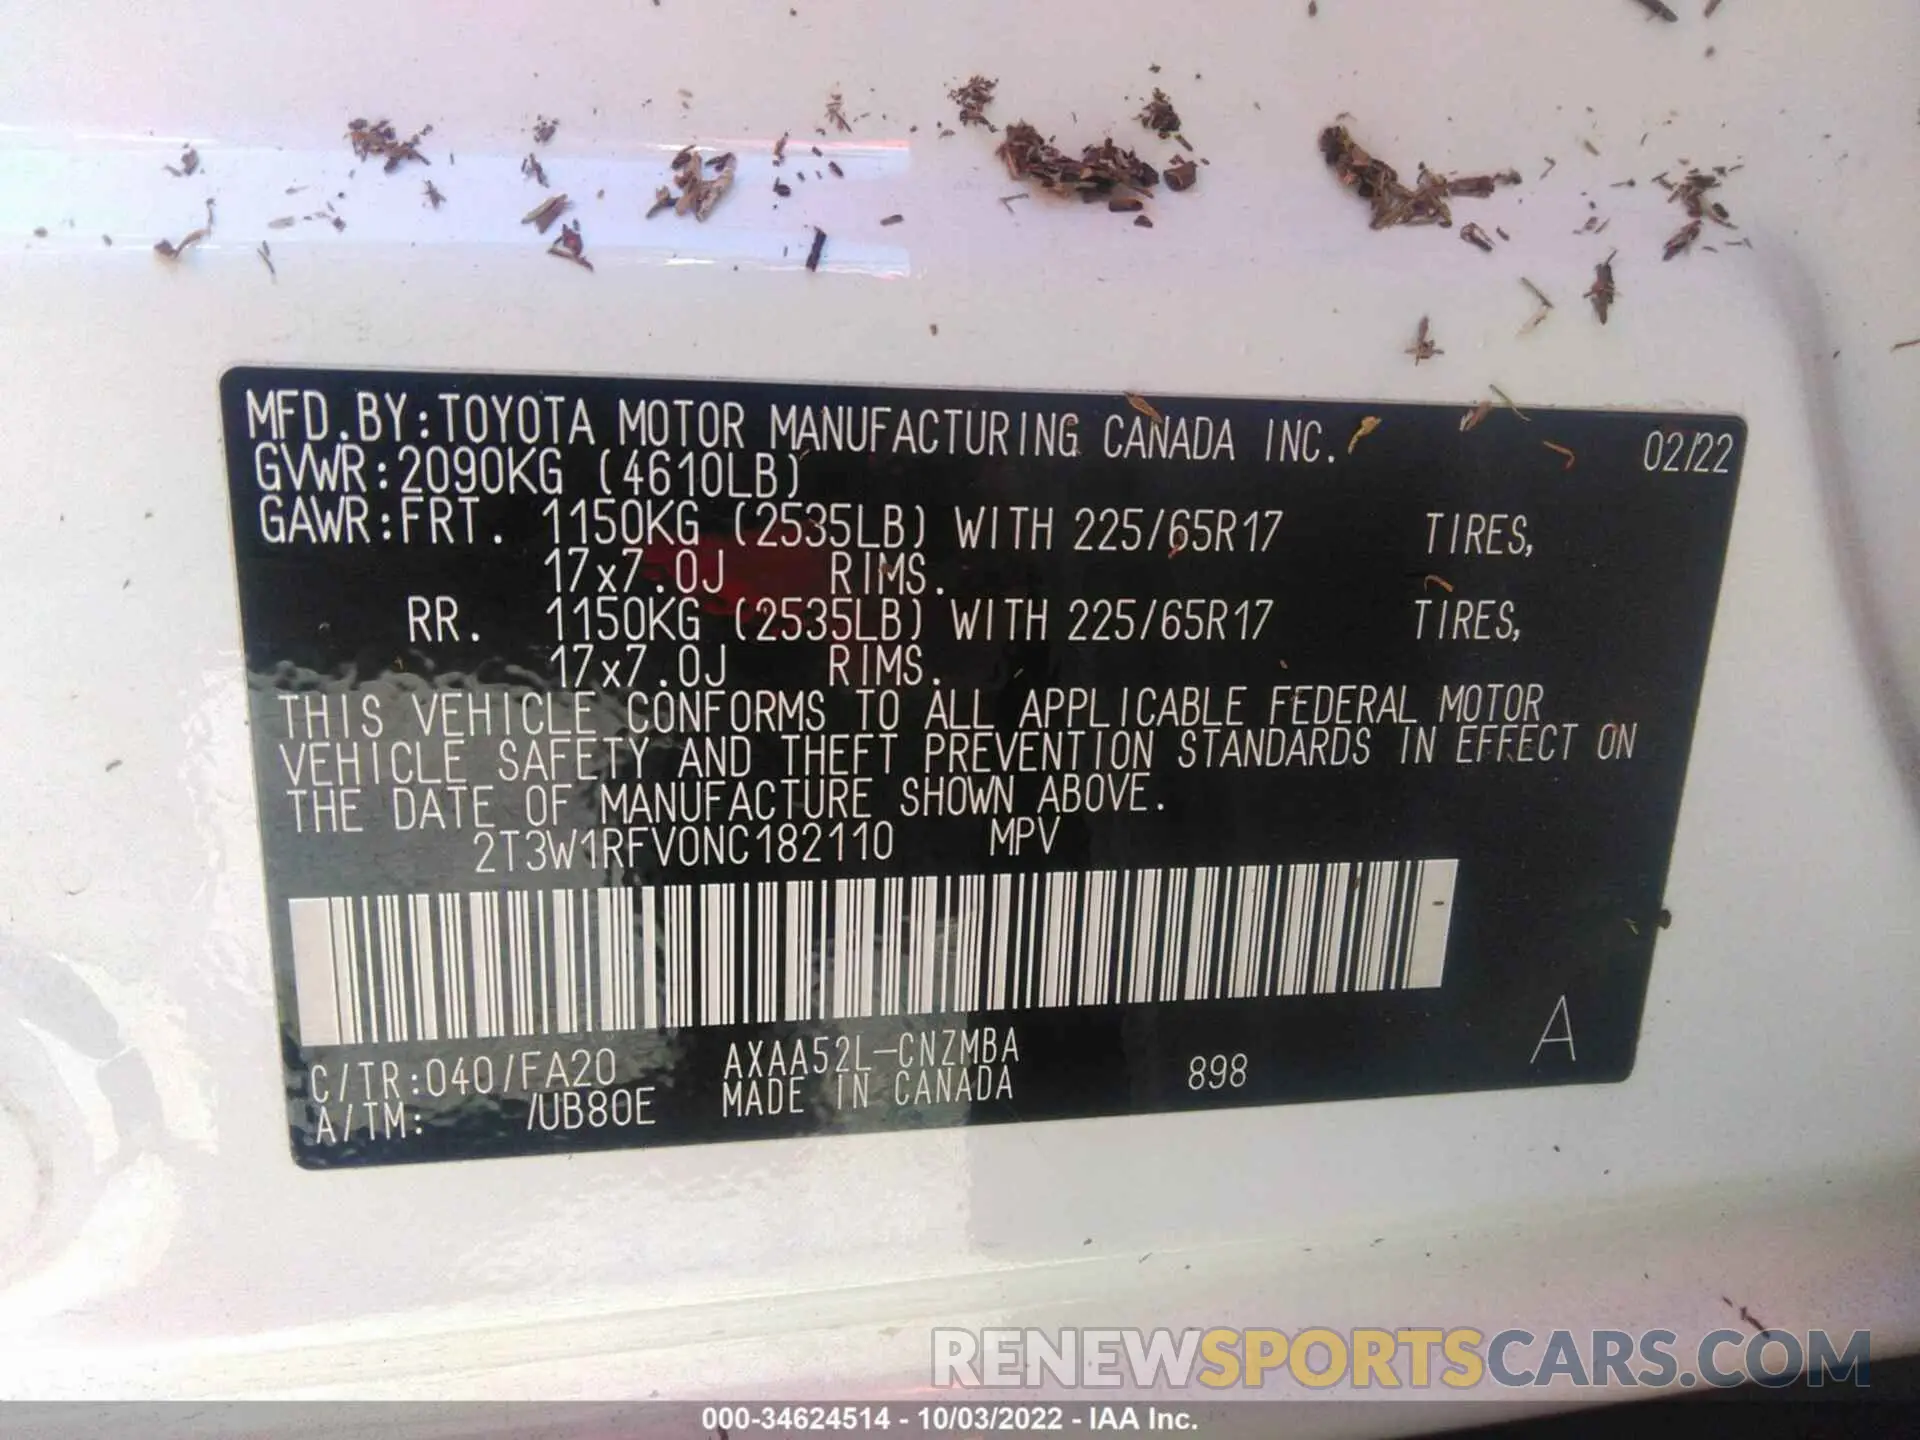 MFD.BY:TOYOTA MOTOR MANUFACTURING CANADA INC. 02/22
GVWR:2090KG (4610LB)
GAWR:FRT. 1150KG (2535LB) WITH 225/65R17 TIRES,
17x7.0J RIMS.
RR. 1150KG (2535LB) WITH 225/65R17 TIRES,
17x7.0J RIMS.
THIS VEHICLE CONFORMS TO ALL APPLICABLE FEDERAL MOTOR
VEHICLE SAFETY AND THEFT PREVENTION STANDARDS IN EFFECT ON
THE DATE OF MANUFACTURE SHOWN ABOVE.
2T3W1RFV0NC182110 MPV
C/TR:040/FA20 AXAA52L-CNZMBA 898 A
A/TM: /UB80E MADE IN CANADA
RENEWSPORTSCARS.COM
000-34624514 - 10/03/2022 - IAA Inc.